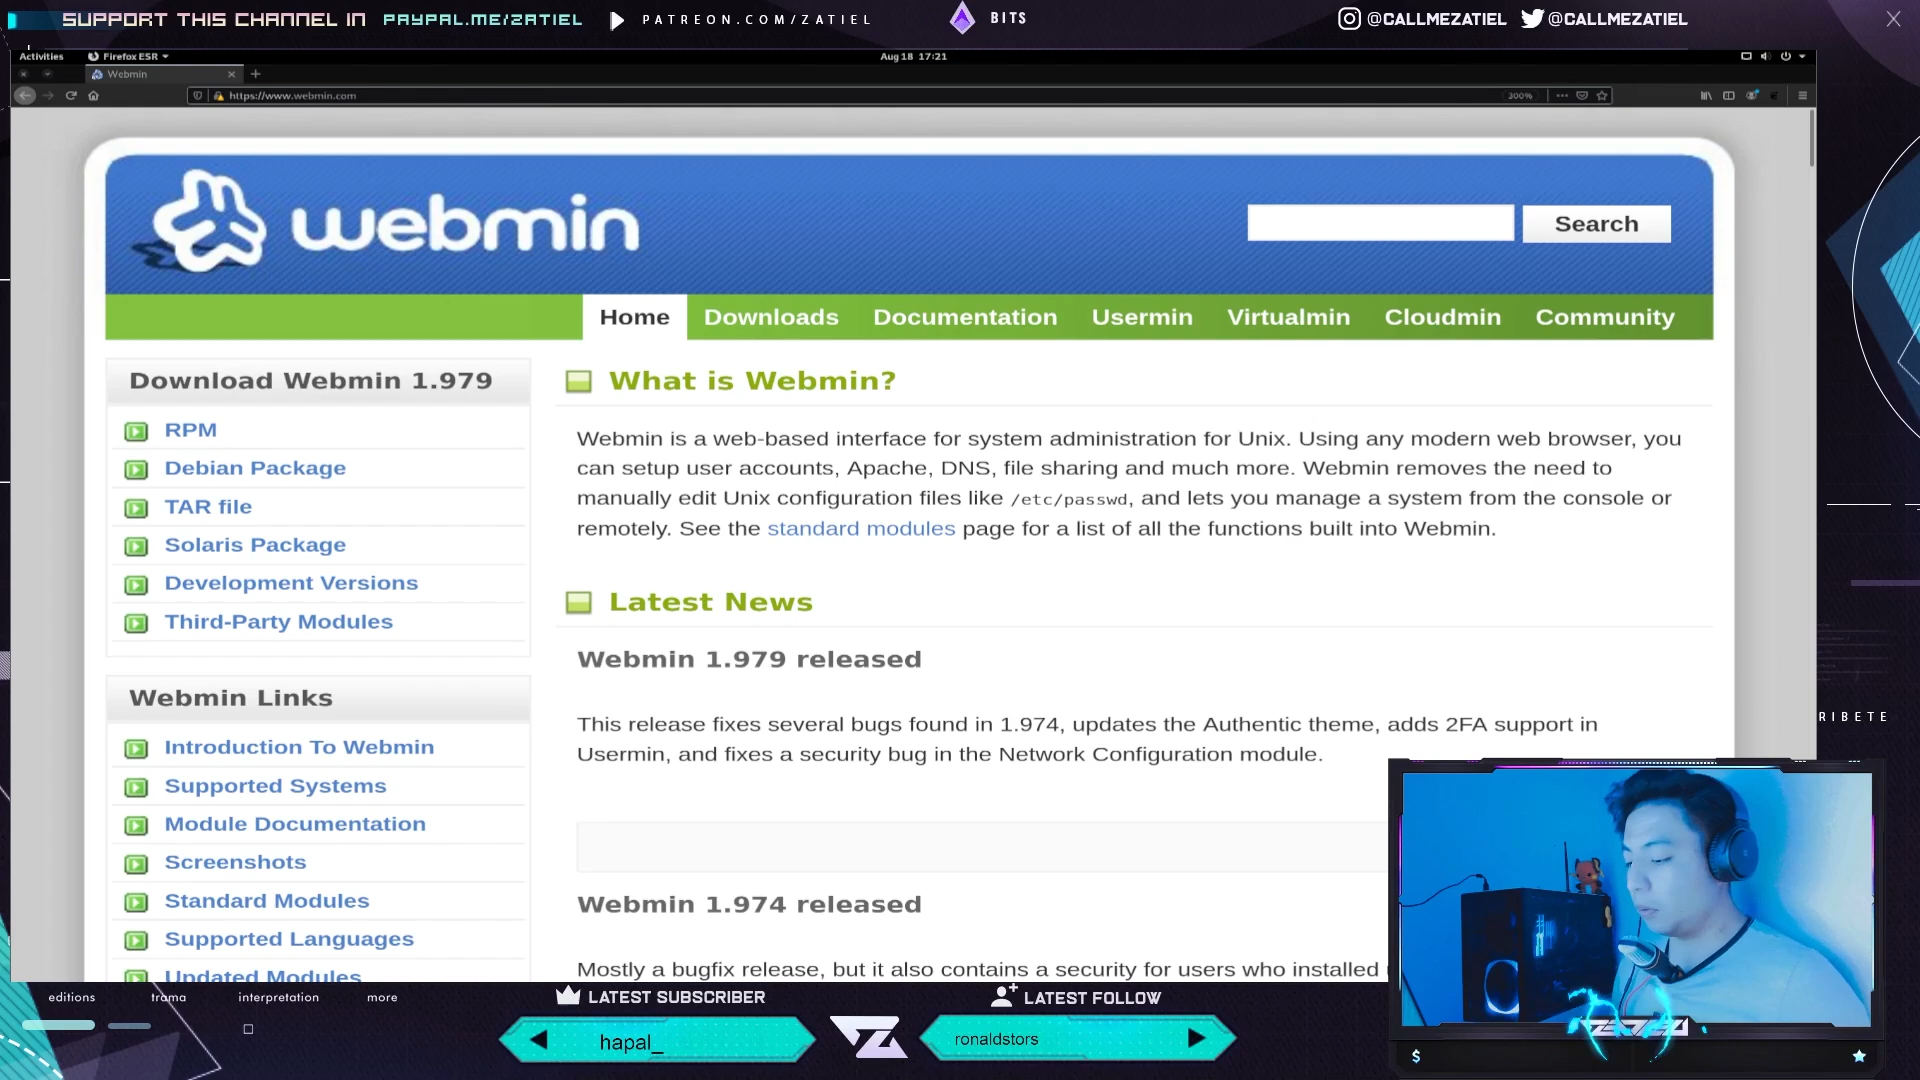 SUPPORT THIS CHANNEL IN PAYPAL.ME/ZATIEL PATREON.COM/ZATIEL BITS @CALLMEZATIEL @CALLMEZATIEL
Activities Firefox ESR Aug 18 17:21
Webmin
https://www.webmin.com 300%
webmin
Search
Home Downloads Documentation Usermin Virtualmin Cloudmin Community
Download Webmin 1.979
RPM
Debian Package
TAR file
Solaris Package
Development Versions
Third-Party Modules
Webmin Links
Introduction To Webmin
Supported Systems
Module Documentation
Screenshots
Standard Modules
Supported Languages
Updated Modules
What is Webmin?
Webmin is a web-based interface for system administration for Unix. Using any modern web browser, you
can setup user accounts, Apache, DNS, file sharing and much more. Webmin removes the need to
manually edit Unix configuration files like /etc/passwd, and lets you manage a system from the console or
remotely. See the standard modules page for a list of all the functions built into Webmin.
Latest News
Webmin 1.979 released
This release fixes several bugs found in 1.974, updates the Authentic theme, adds 2FA support in
Usermin, and fixes a security bug in the Network Configuration module.
Webmin 1.974 released
Mostly a bugfix release, but it also contains a security for users who installed
RIBETE
editions trama interpretation more
LATEST SUBSCRIBER
hapal_
LATEST FOLLOW
ronaldstors
$